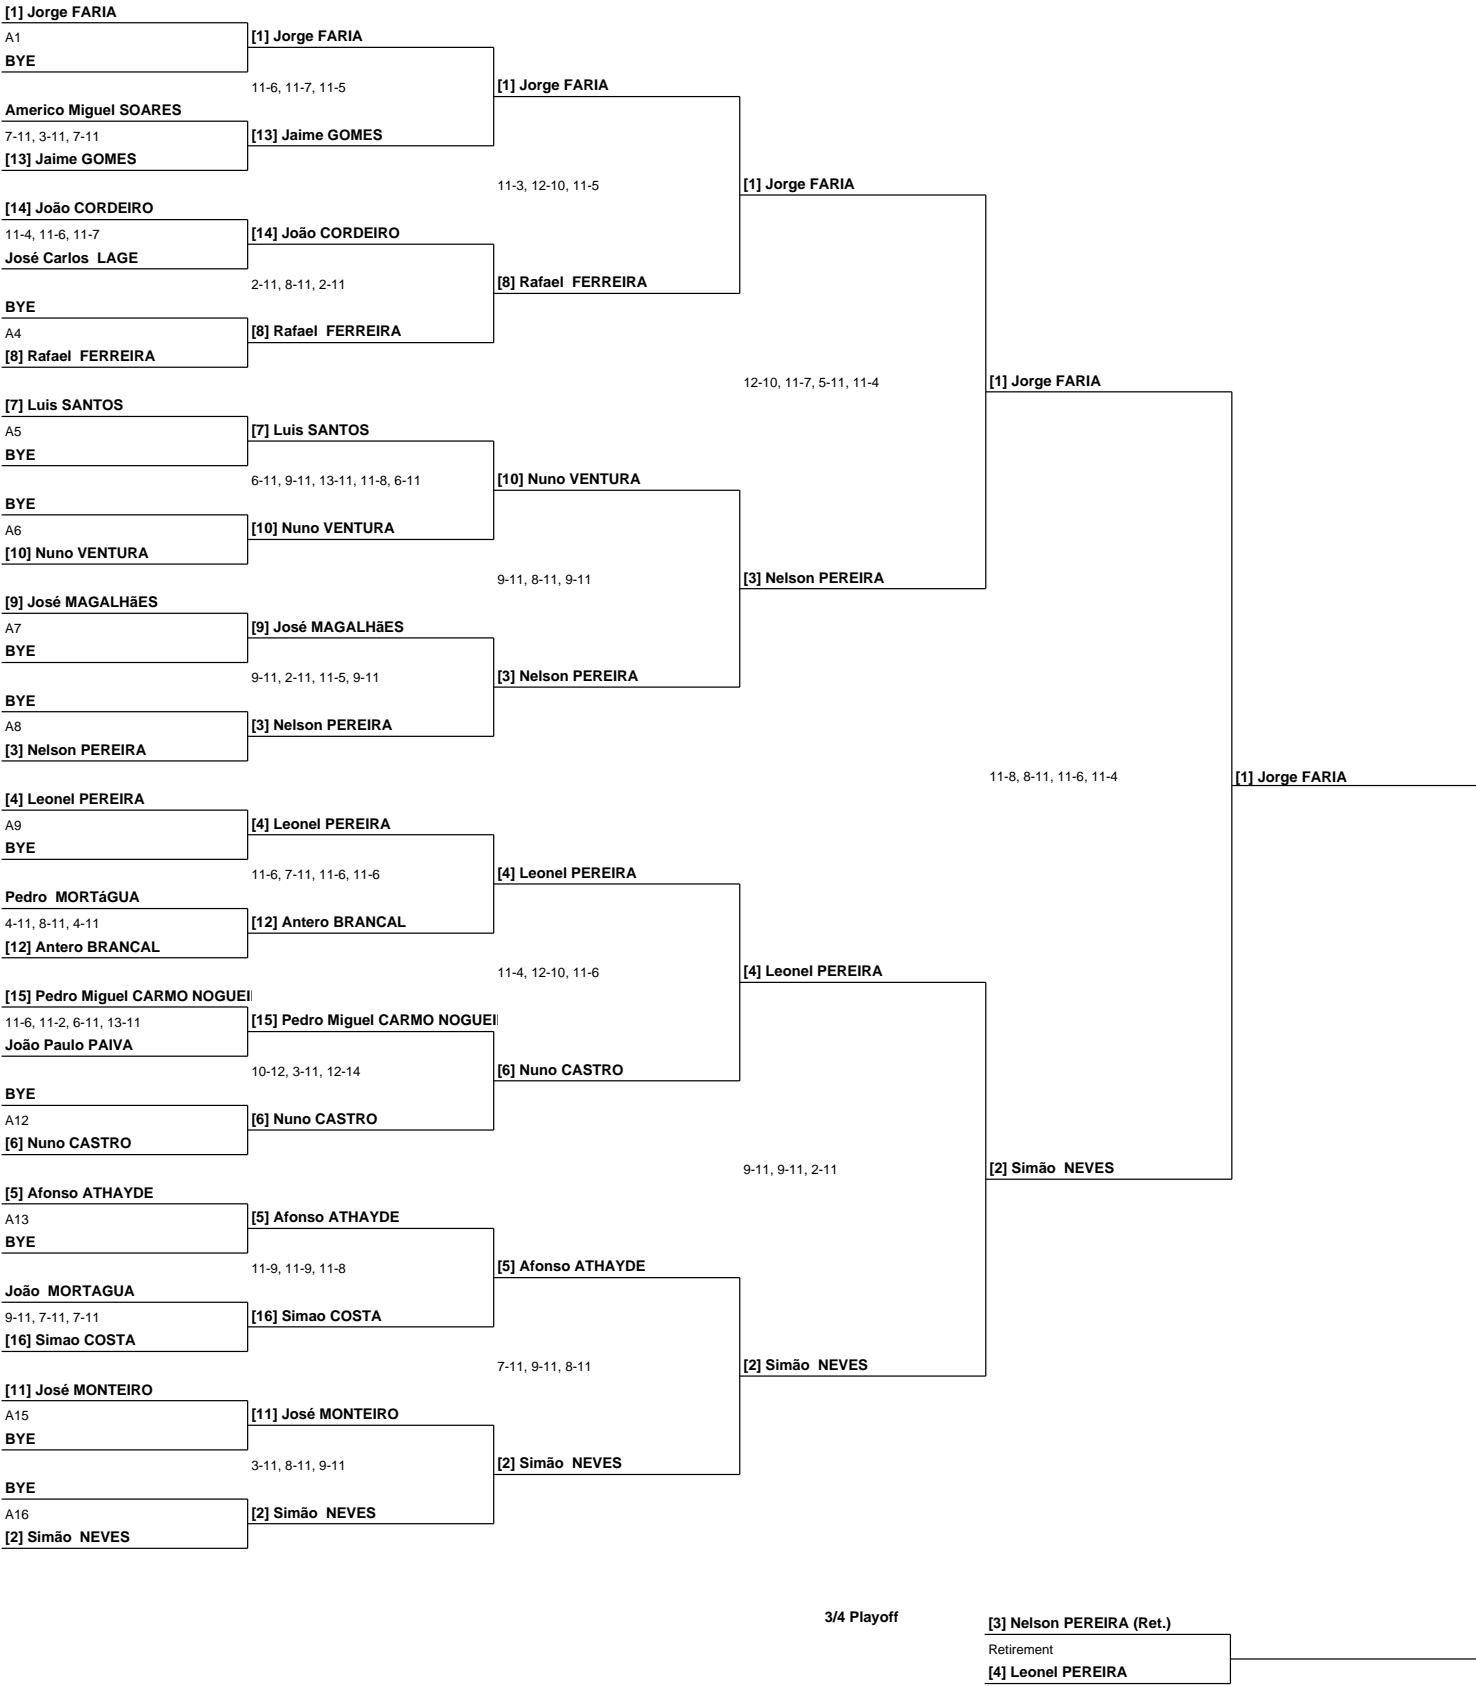 [1] Jorge FARIA
A1
BYE
[1] Jorge FARIA
11-6, 11-7, 11-5
[1] Jorge FARIA
Americo Miguel SOARES
7-11, 3-11, 7-11
[13] Jaime GOMES
[13] Jaime GOMES
11-3, 12-10, 11-5
[1] Jorge FARIA
[14] João CORDEIRO
11-4, 11-6, 11-7
José Carlos LAGE
[14] João CORDEIRO
2-11, 8-11, 2-11
[8] Rafael FERREIRA
BYE
A4
[8] Rafael FERREIRA
[8] Rafael FERREIRA
12-10, 11-7, 5-11, 11-4
[1] Jorge FARIA
[7] Luis SANTOS
A5
BYE
[7] Luis SANTOS
6-11, 9-11, 13-11, 11-8, 6-11
[10] Nuno VENTURA
BYE
A6
[10] Nuno VENTURA
[10] Nuno VENTURA
9-11, 8-11, 9-11
[3] Nelson PEREIRA
[9] José MAGALHãES
A7
BYE
[9] José MAGALHãES
9-11, 2-11, 11-5, 9-11
[3] Nelson PEREIRA
BYE
A8
[3] Nelson PEREIRA
[3] Nelson PEREIRA
11-8, 8-11, 11-6, 11-4
[1] Jorge FARIA
[4] Leonel PEREIRA
A9
BYE
[4] Leonel PEREIRA
11-6, 7-11, 11-6, 11-6
[4] Leonel PEREIRA
Pedro MORTáGUA
4-11, 8-11, 4-11
[12] Antero BRANCAL
[12] Antero BRANCAL
11-4, 12-10, 11-6
[4] Leonel PEREIRA
[15] Pedro Miguel CARMO NOGUEI
11-6, 11-2, 6-11, 13-11
João Paulo PAIVA
[15] Pedro Miguel CARMO NOGUEI
10-12, 3-11, 12-14
[6] Nuno CASTRO
BYE
A12
[6] Nuno CASTRO
[6] Nuno CASTRO
9-11, 9-11, 2-11
[2] Simão NEVES
[5] Afonso ATHAYDE
A13
BYE
[5] Afonso ATHAYDE
11-9, 11-9, 11-8
[5] Afonso ATHAYDE
João MORTAGUA
9-11, 7-11, 7-11
[16] Simao COSTA
[16] Simao COSTA
7-11, 9-11, 8-11
[2] Simão NEVES
[11] José MONTEIRO
A15
BYE
[11] José MONTEIRO
3-11, 8-11, 9-11
[2] Simão NEVES
BYE
A16
[2] Simão NEVES
[2] Simão NEVES
3/4 Playoff
[3] Nelson PEREIRA (Ret.)
Retirement
[4] Leonel PEREIRA